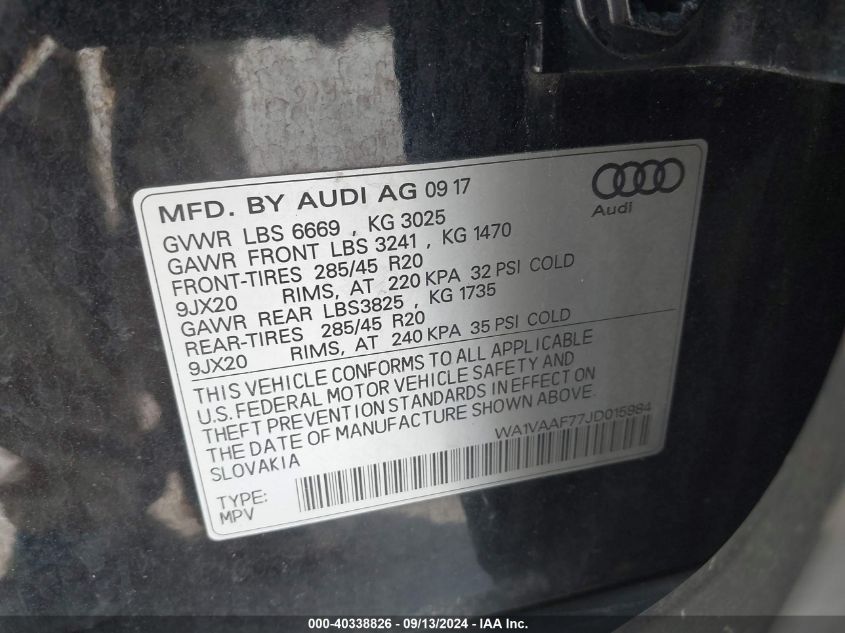 MFD. BY AUDI AG 09 17
Audi
GVWR LBS 6669 , KG 3025
GAWR FRONT LBS 3241 , KG 1470
FRONT-TIRES 285/45 R20
9JX20 RIMS, AT 220 KPA 32 PSI COLD
GAWR REAR LBS3825 , KG 1735
REAR-TIRES 285/45 R20
9JX20 RIMS, AT 240 KPA 35 PSI COLD
THIS VEHICLE CONFORMS TO ALL APPLICABLE
U.S. FEDERAL MOTOR VEHICLE SAFETY AND
THEFT PREVENTION STANDARDS IN EFFECT ON
THE DATE OF MANUFACTURE SHOWN ABOVE.
SLOVAKIA
WA1VAAF77JD015984
TYPE:
MPV
000-40338826 - 09/13/2024 - IAA, Inc.